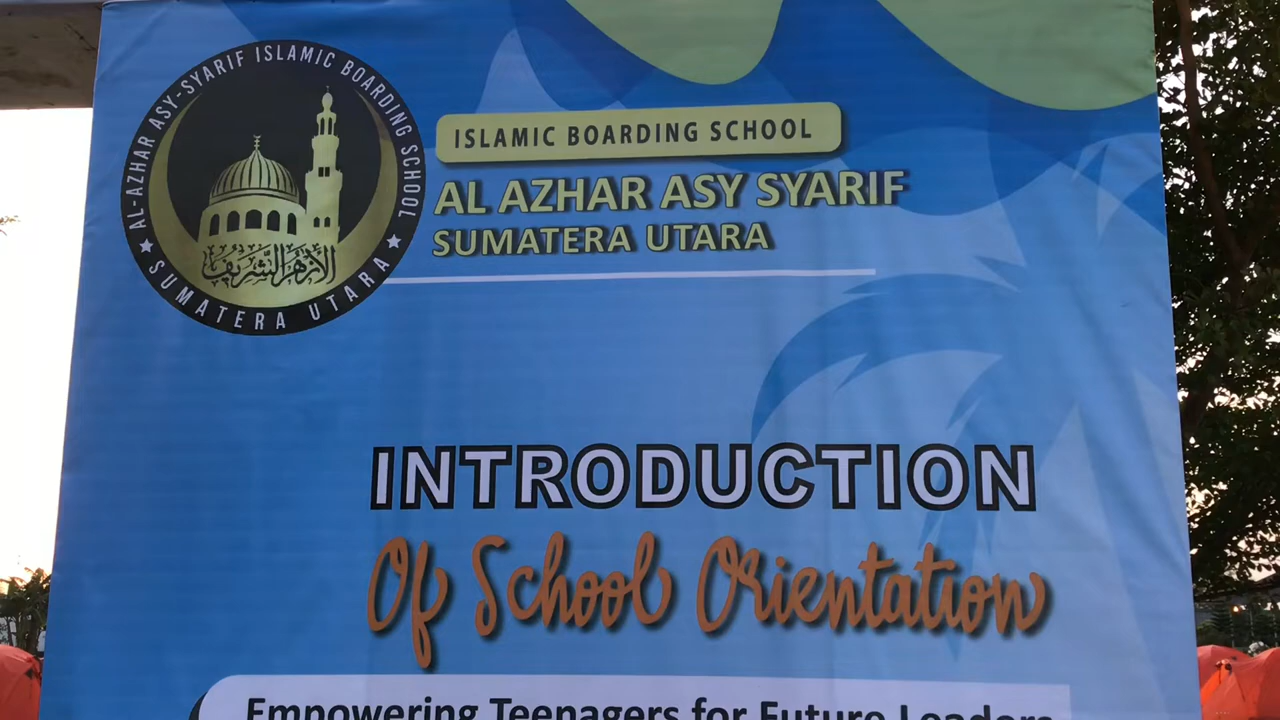 AL-AZHAR ASY-SYARIF ISLAMIC BOARDING SCHOOL
الأزهر الشريف
★ SUMATERA UTARA ★
ISLAMIC BOARDING SCHOOL
AL AZHAR ASY SYARIF
SUMATERA UTARA
INTRODUCTION
Of School Orientation
Empowering Teenagers for Future Leaders